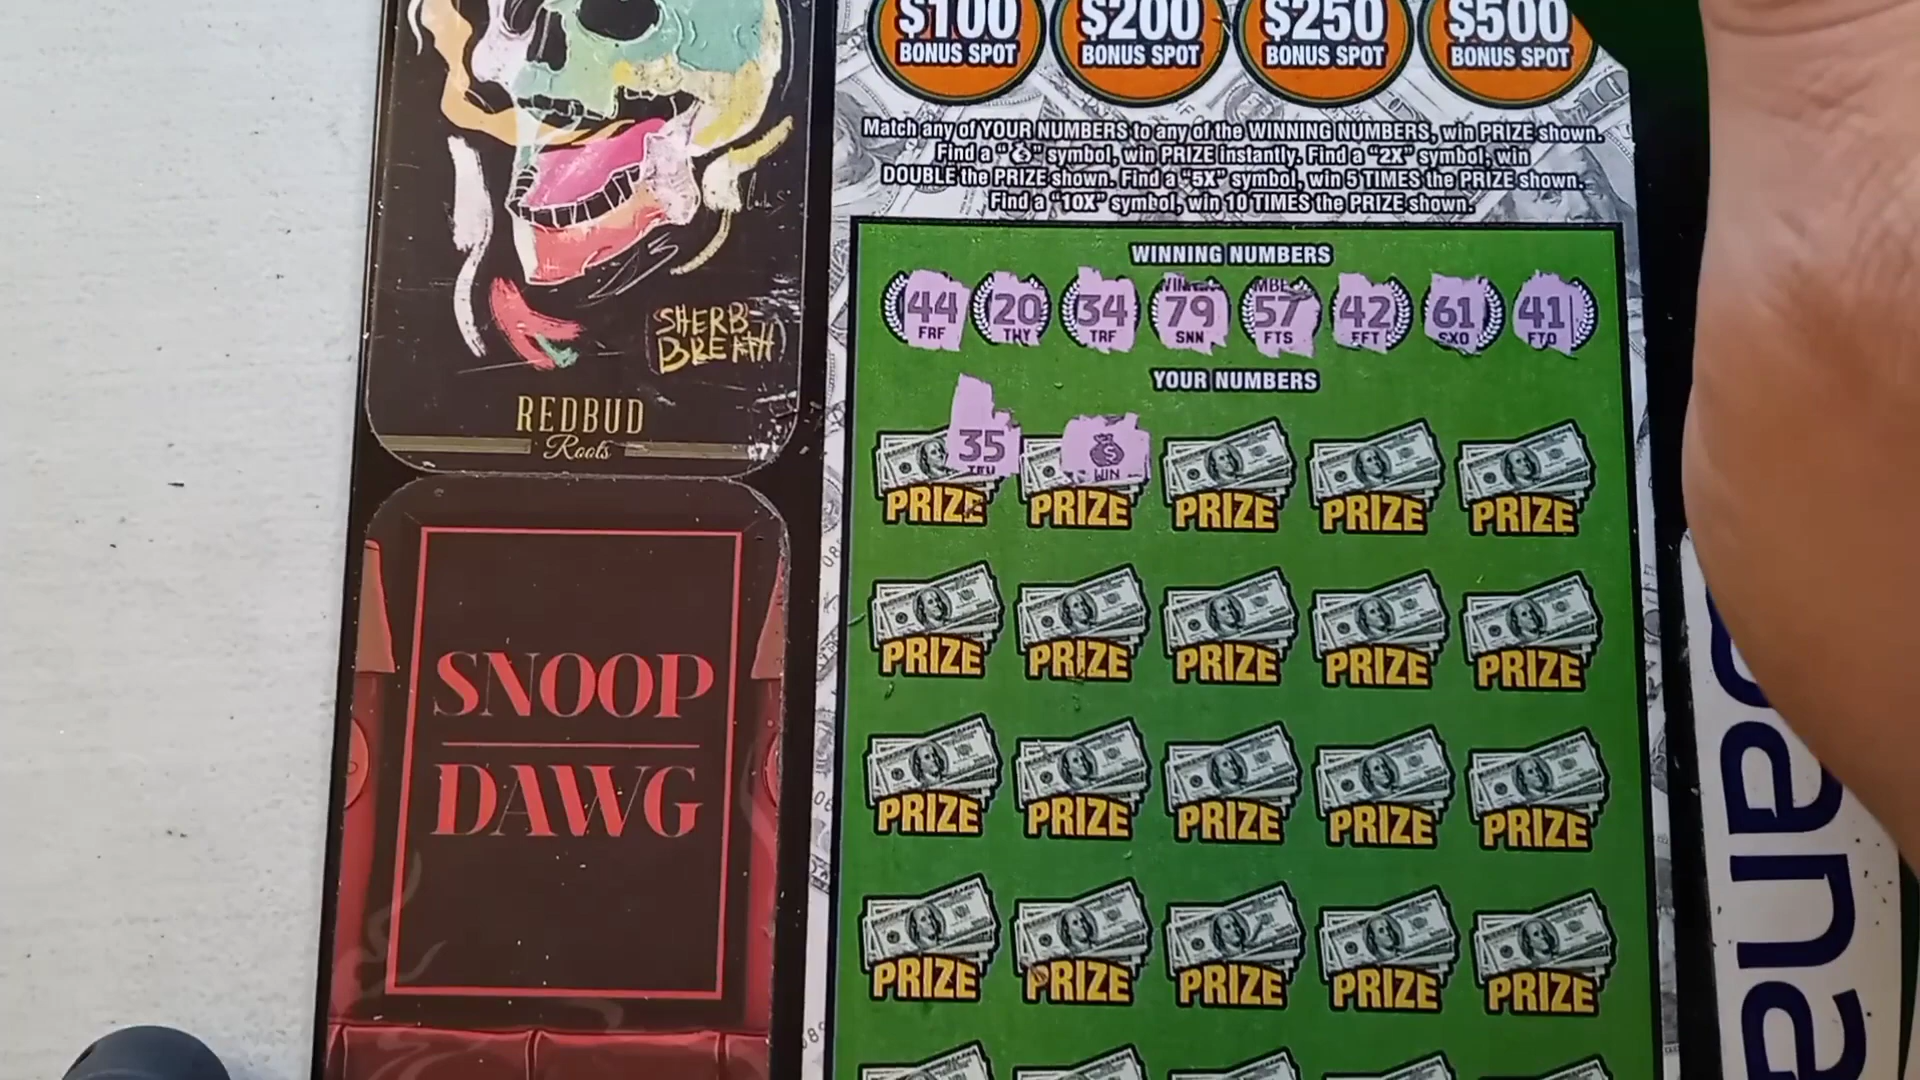 $100 $200 $250 $500
BONUS SPOT BONUS SPOT BONUS SPOT BONUS SPOT
Match any of YOUR NUMBERS to any of the WINNING NUMBERS, win PRIZE shown.
Find a " " symbol, win PRIZE instantly. Find a "2X" symbol, win
DOUBLE the PRIZE shown. Find a "5X" symbol, win 5 TIMES the PRIZE shown.
Find a "10X" symbol, win 10 TIMES the PRIZE shown.
WINNING NUMBERS
44 20 34 79 57 42 61 41
FRF THY TRF SNN FTS FFT SXO FTO
YOUR NUMBERS
35
WIN
PRIZE PRIZE PRIZE PRIZE PRIZE
PRIZE PRIZE PRIZE PRIZE PRIZE
PRIZE PRIZE PRIZE PRIZE PRIZE
PRIZE PRIZE PRIZE PRIZE PRIZE
SHERB
BREATH
REDBUD
Roots
SNOOP
DAWG